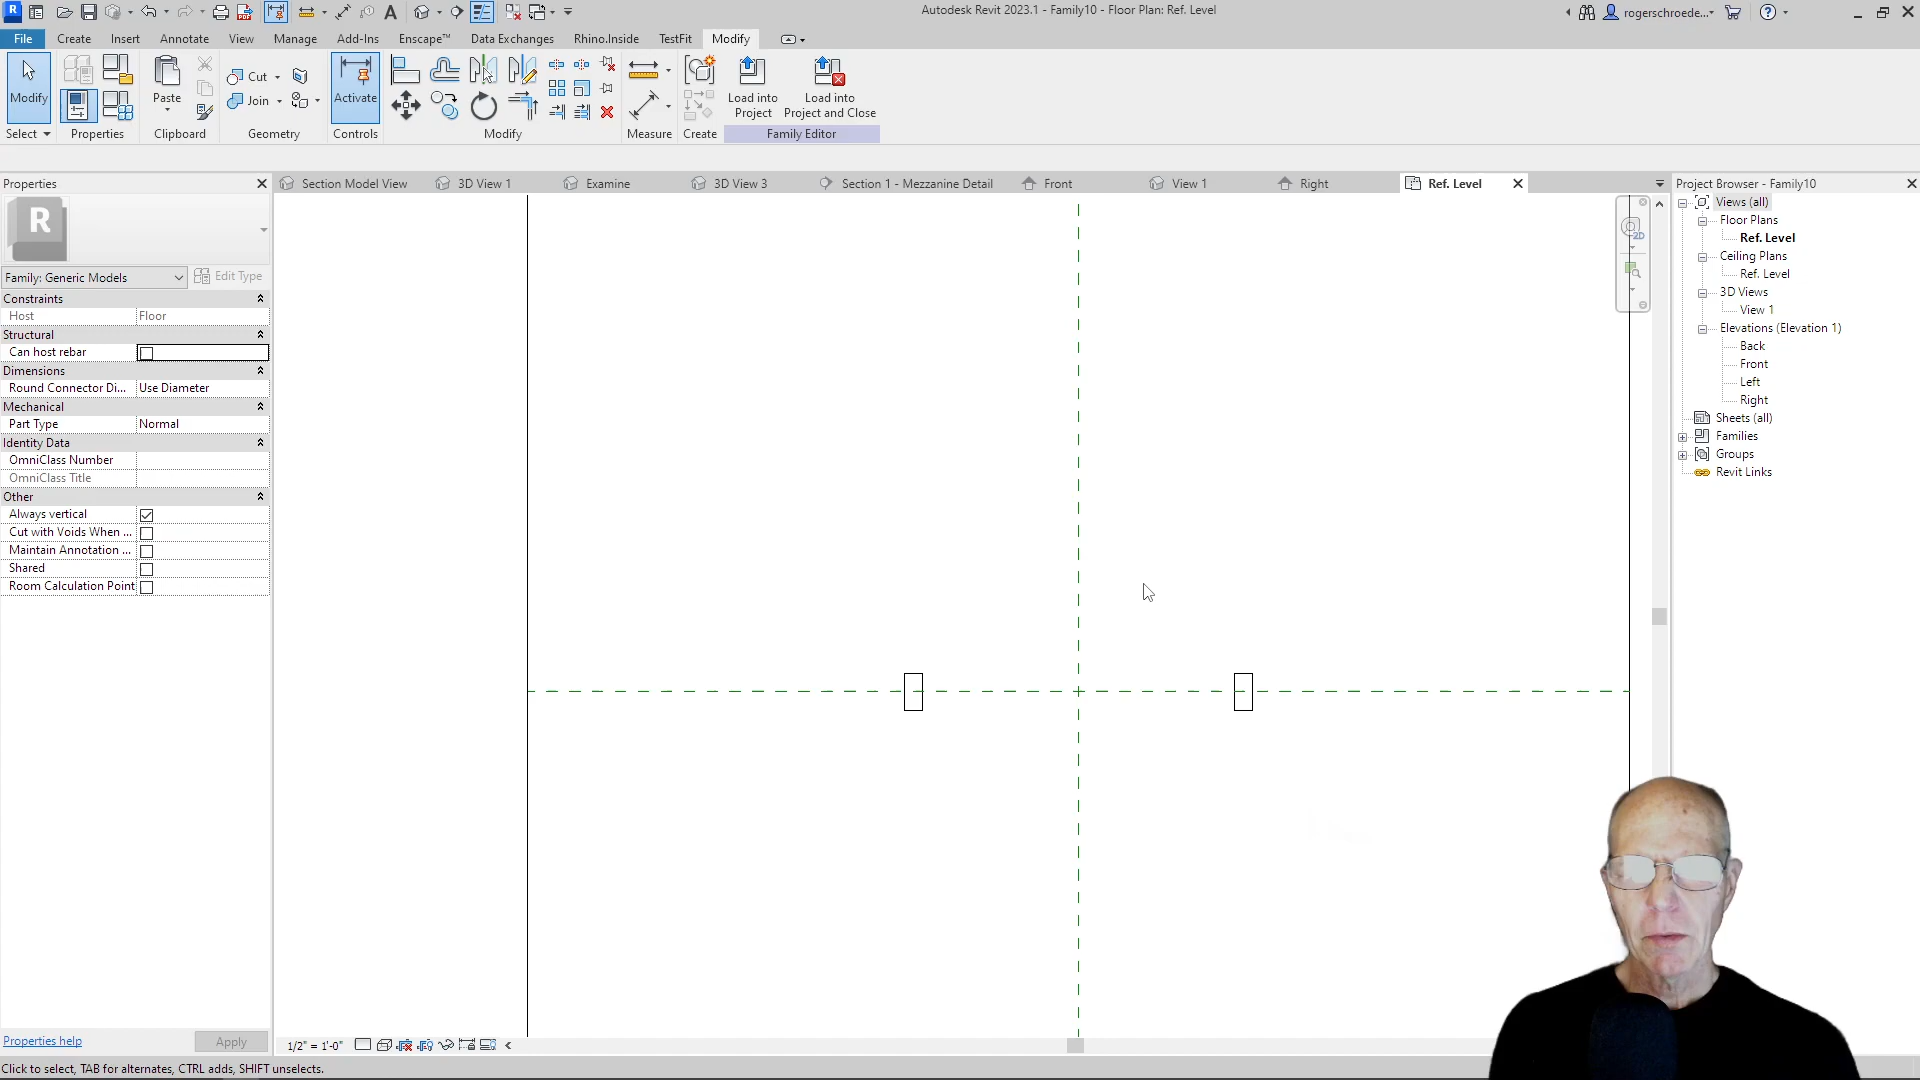 Autodesk Revit 2023.1 - Family10 - Floor Plan: Ref. Level
rogerschroede...
File Create Insert Annotate View Manage Add-Ins Enscape™ Data Exchanges Rhino.Inside TestFit Modify
Modify
Paste
Cut
Join
Activate
Load into Project
Load into Project and Close
Select Properties Clipboard Geometry Controls Modify Measure Create Family Editor
Properties
Section Model View 3D View 1 Examine 3D View 3 Section 1 - Mezzanine Detail Front View 1 Right Ref. Level
Project Browser - Family10
R
Family: Generic Models Edit Type
Constraints
Host Floor
Structural
Can host rebar
Dimensions
Round Connector Di... Use Diameter
Mechanical
Part Type Normal
Identity Data
OmniClass Number
OmniClass Title
Other
Always vertical
Cut with Voids When ...
Maintain Annotation ...
Shared
Room Calculation Point
Properties help Apply
2D
Views (all)
Floor Plans
Ref. Level
Ceiling Plans
Ref. Level
3D Views
View 1
Elevations (Elevation 1)
Back
Front
Left
Right
Sheets (all)
Families
Groups
Revit Links
1/2" = 1'-0"
Click to select, TAB for alternates, CTRL adds, SHIFT unselects.